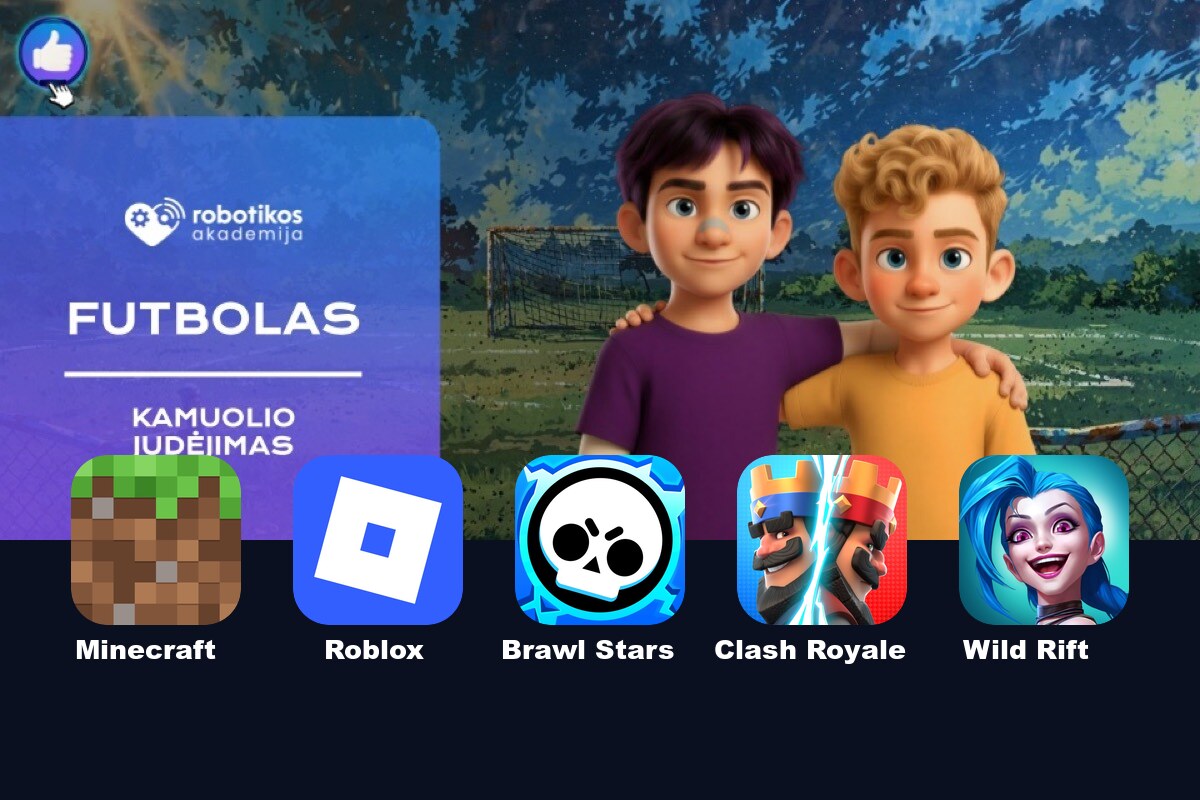 robotikos
akademija
FUTBOLAS
KAMUOLIO
JUDĖJIMAS
Minecraft
Roblox
Brawl Stars
Clash Royale
Wild Rift